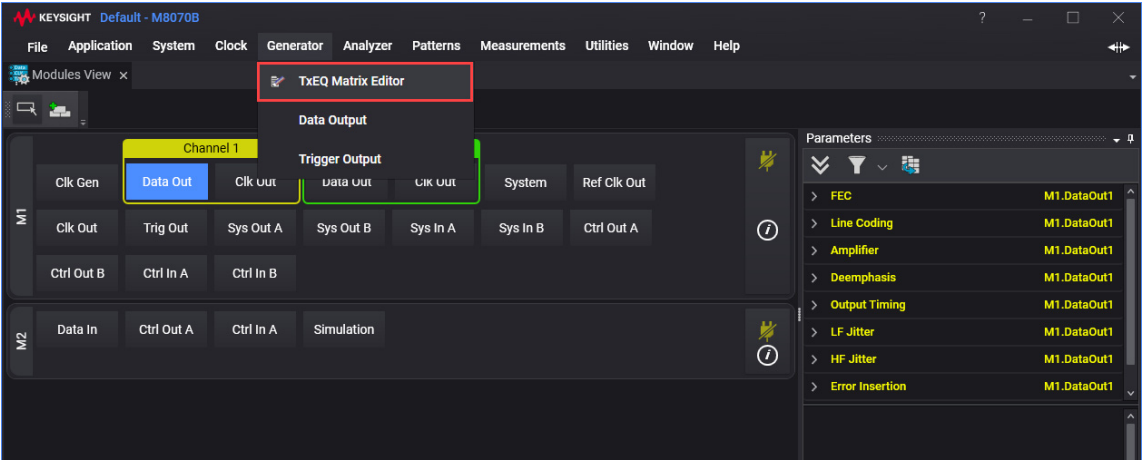 KEYSIGHT Default - M8070B ?
File Application System Clock Generator Analyzer Patterns Measurements Utilities Window Help
Modules View
TxEQ Matrix Editor
Data Output
Trigger Output
Channel 1
M1
Clk Gen Data Out Clk Out Data Out Clk Out System Ref Clk Out
Clk Out Trig Out Sys Out A Sys Out B Sys In A Sys In B Ctrl Out A
Ctrl Out B Ctrl In A Ctrl In B
M2
Data In Ctrl Out A Ctrl In A Simulation
Parameters
FEC M1.DataOut1
Line Coding M1.DataOut1
Amplifier M1.DataOut1
Deemphasis M1.DataOut1
Output Timing M1.DataOut1
LF Jitter M1.DataOut1
HF Jitter M1.DataOut1
Error Insertion M1.DataOut1